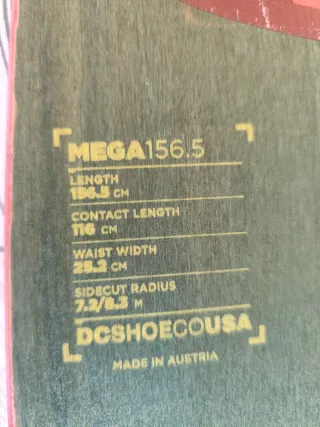 MEGA156.5
LENGTH
156.5 CM
CONTACT LENGTH
116 CM
WAIST WIDTH
25.2 CM
SIDECUT RADIUS
7.2/8.3 M
DCSHOECOUSA
MADE IN AUSTRIA